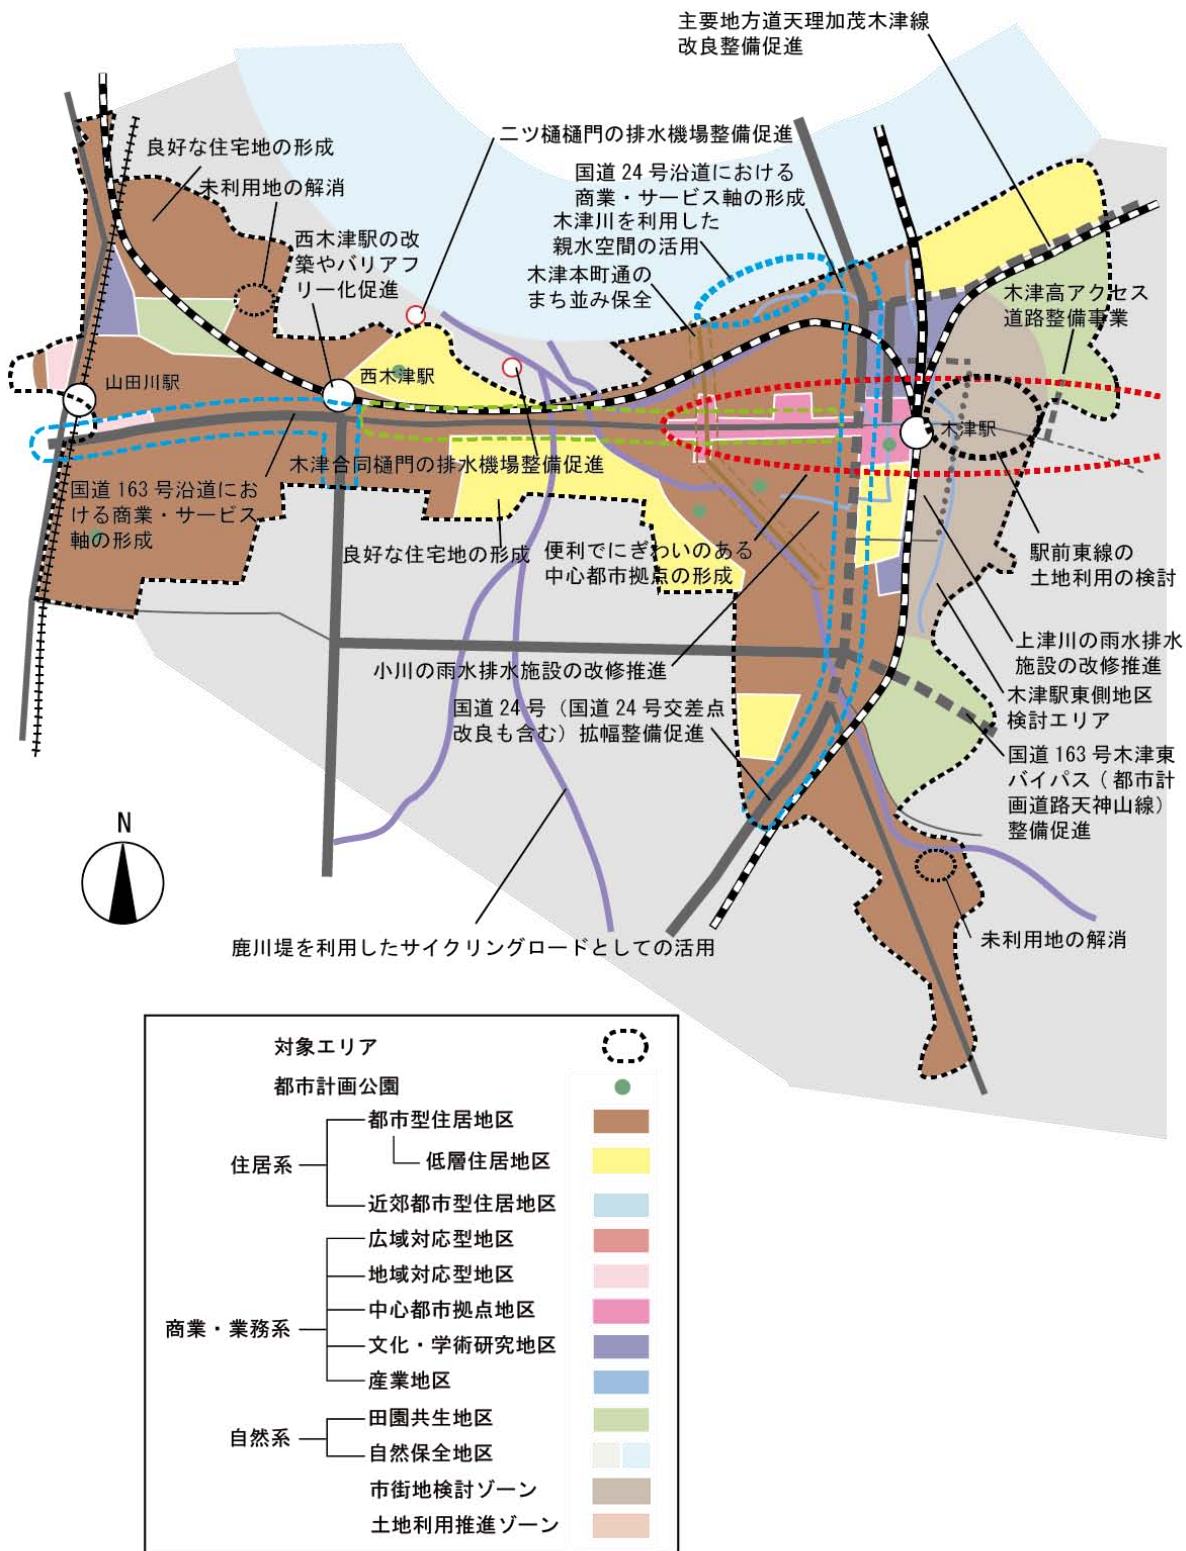 主要地方道天理加茂木津線
改良整備促進
二ツ樋樋門の排水機場整備促進
良好な住宅地の形成
国道 24 号沿道における
商業・サービス軸の形成
未利用地の解消
木津川を利用した
親水空間の活用
西木津駅の改
築やバリアフ
リー化促進
木津本町通の
まち並み保全
木津高アクセス
道路整備事業
山田川駅
西木津駅
木津駅
木津合同樋門の排水機場整備促進
国道 163 号沿道にお
ける商業・サービス
軸の形成
良好な住宅地の形成
便利でにぎわいのある
中心都市拠点の形成
駅前東線の
土地利用の検討
小川の雨水排水施設の改修推進
上津川の雨水排水
施設の改修推進
国道 24 号（国道 24 号交差点
改良も含む）拡幅整備促進
木津駅東側地区
検討エリア
国道 163 号木津東
バイパス（都市計
画道路天神山線）
整備促進
N
鹿川堤を利用したサイクリングロードとしての活用
未利用地の解消
対象エリア
都市計画公園
住居系
都市型住居地区
低層住居地区
近郊都市型住居地区
商業・業務系
広域対応型地区
地域対応型地区
中心都市拠点地区
文化・学術研究地区
産業地区
自然系
田園共生地区
自然保全地区
市街地検討ゾーン
土地利用推進ゾーン